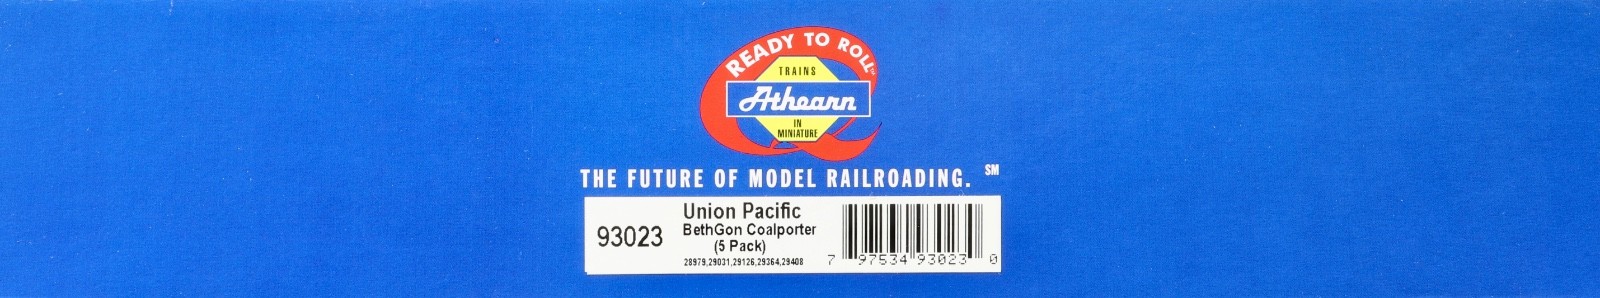 READY TO ROLL™
TRAINS
Athearn
IN
MINIATURE
THE FUTURE OF MODEL RAILROADING. SM
93023
Union Pacific
BethGon Coalporter
(5 Pack)
28979,29031,29126,29364,29408
7 97534 93023 0